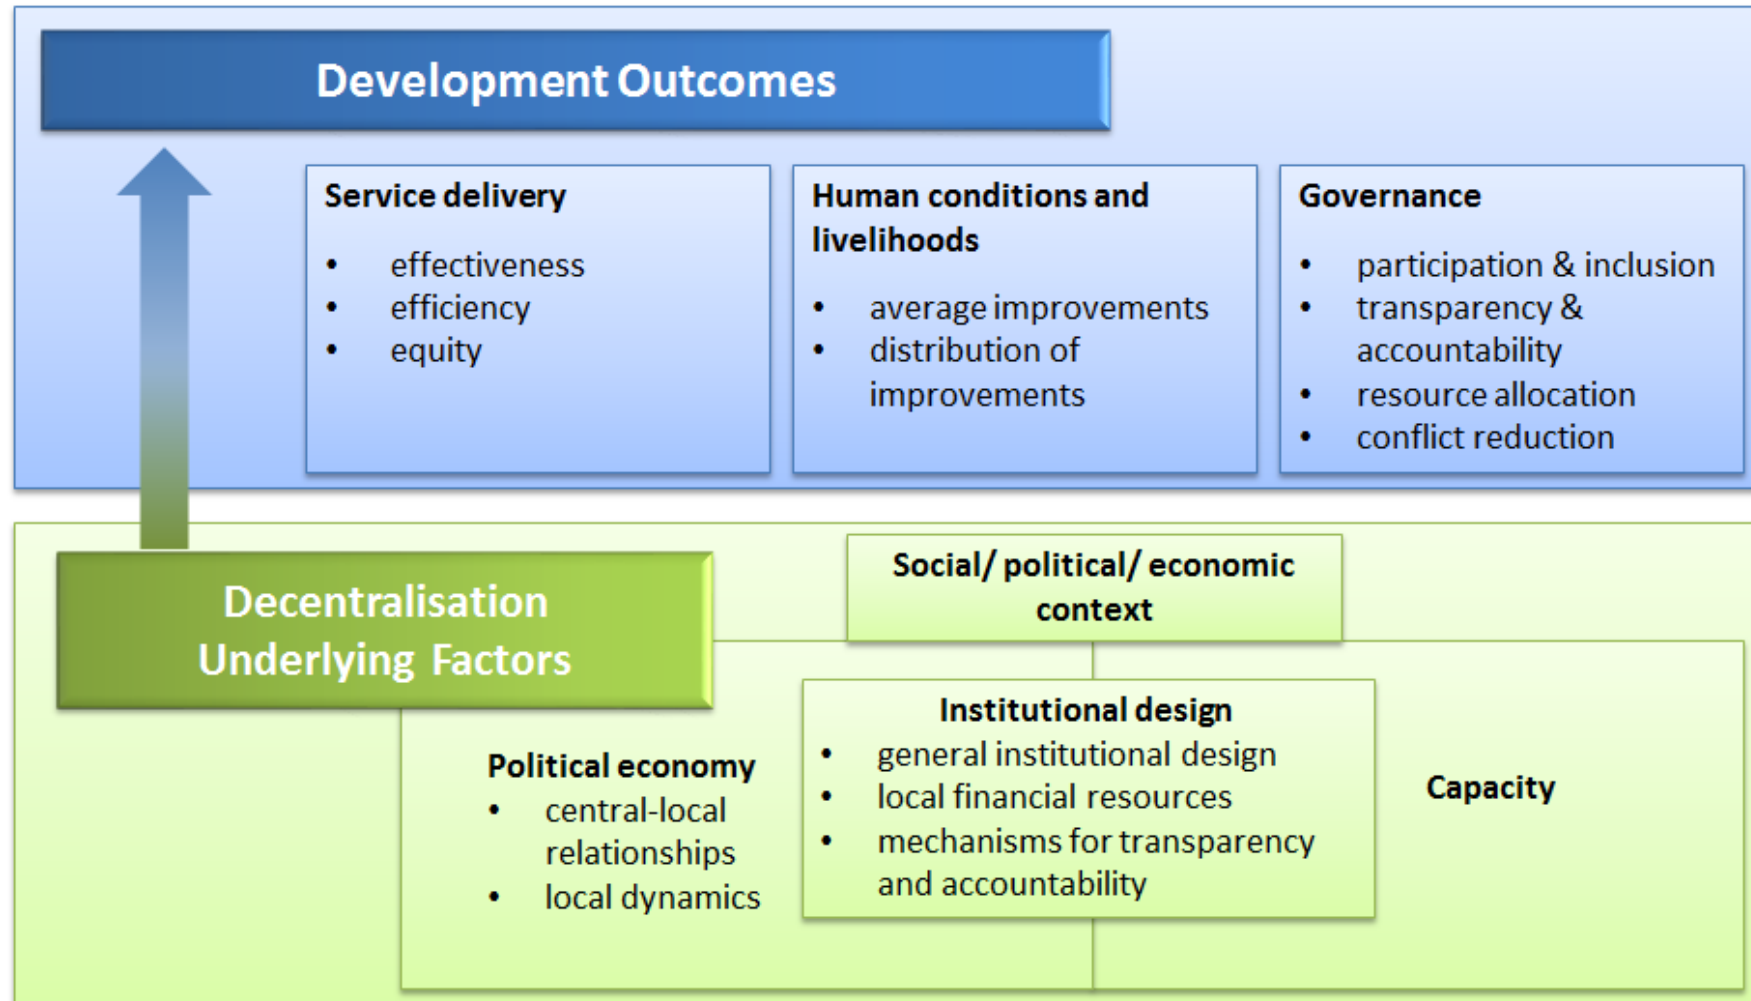 Development Outcomes
Service delivery
• effectiveness
• efficiency
• equity
Human conditions and
livelihoods
• average improvements
• distribution of
improvements
Governance
• participation & inclusion
• transparency &
accountability
• resource allocation
• conflict reduction
Decentralisation
Underlying Factors
Social/ political/ economic
context
Political economy
• central-local
relationships
• local dynamics
Institutional design
• general institutional design
• local financial resources
• mechanisms for transparency
and accountability
Capacity